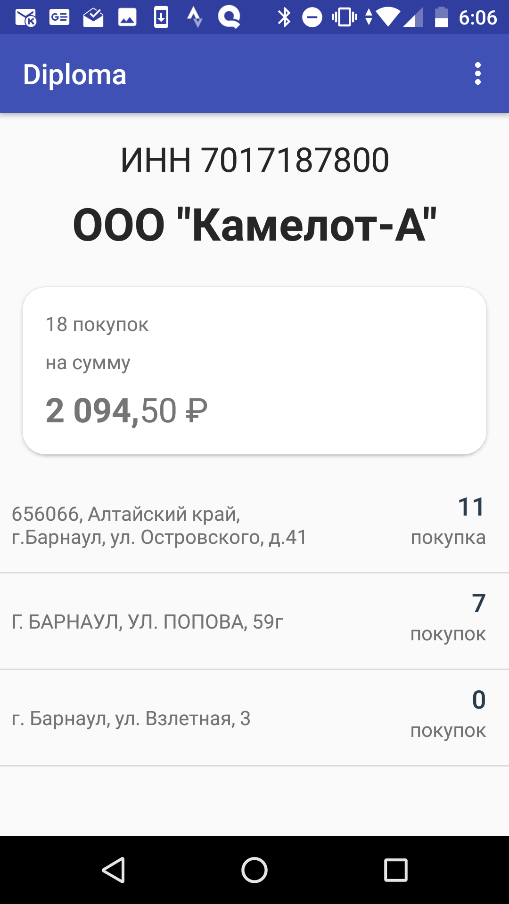 6:06
Diploma
ИНН 7017187800
ООО "Камелот-А"
18 покупок
на сумму
2 094,50 ₽
656066, Алтайский край,
г.Барнаул, ул. Островского, д.41
11
покупка
Г. БАРНАУЛ, УЛ. ПОПОВА, 59г
7
покупок
г. Барнаул, ул. Взлетная, 3
0
покупок